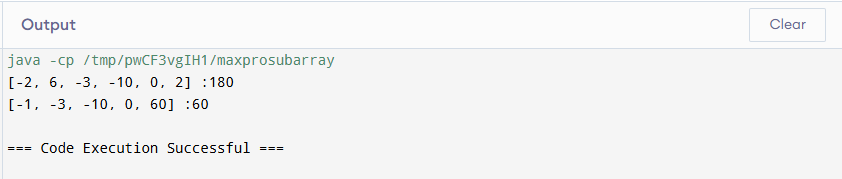 Output
Clear
java -cp /tmp/pwCF3vgIH1/maxprosubarray
[-2, 6, -3, -10, 0, 2] :180
[-1, -3, -10, 0, 60] :60
=== Code Execution Successful ===